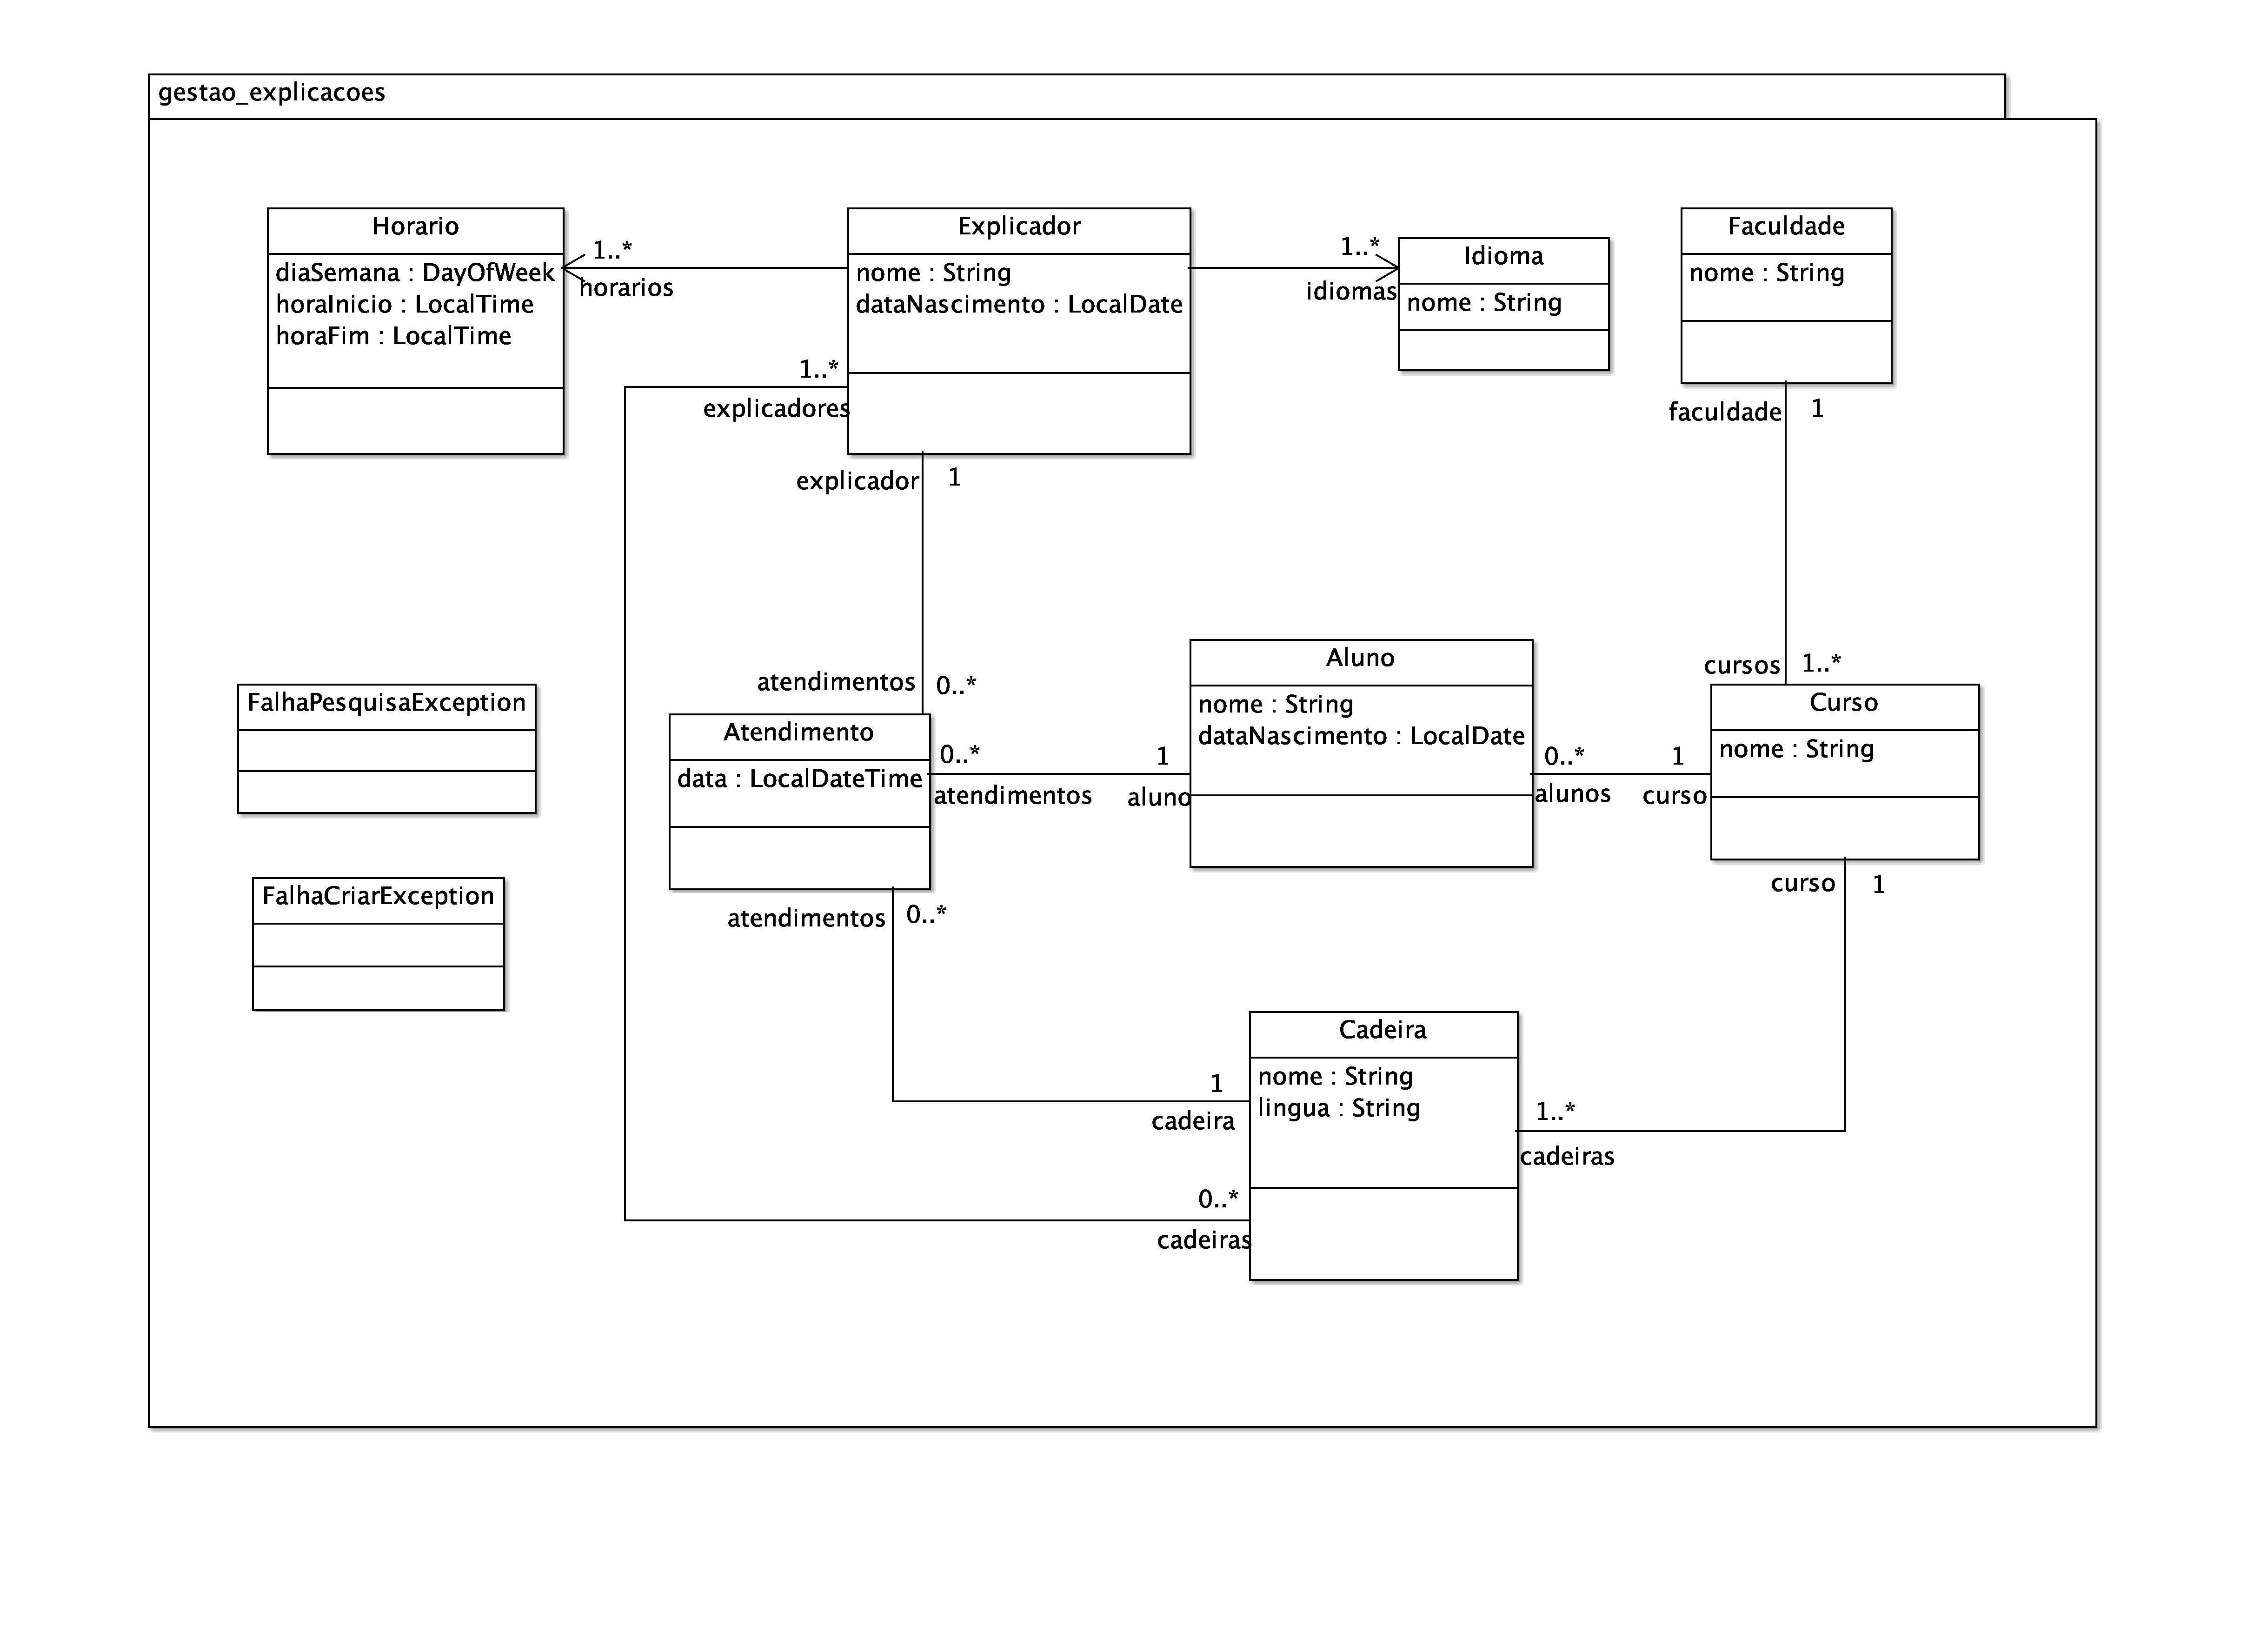 gestao_explicacoes
Horario
diaSemana : DayOfWeek
horaInicio : LocalTime
horaFim : LocalTime
1..*
horarios
Explicador
nome : String
dataNascimento : LocalDate
1..*
idiomas
Idioma
nome : String
Faculdade
nome : String
1..*
explicadores
faculdade
1
explicador
1
atendimentos
0..*
cursos
1..*
FalhaPesquisaException
Atendimento
data : LocalDateTime
0..*
atendimentos
1
aluno
Aluno
nome : String
dataNascimento : LocalDate
0..*
alunos
1
curso
Curso
nome : String
FalhaCriarException
atendimentos
0..*
curso
1
1
cadeira
Cadeira
nome : String
lingua : String
1..*
cadeiras
0..*
cadeiras